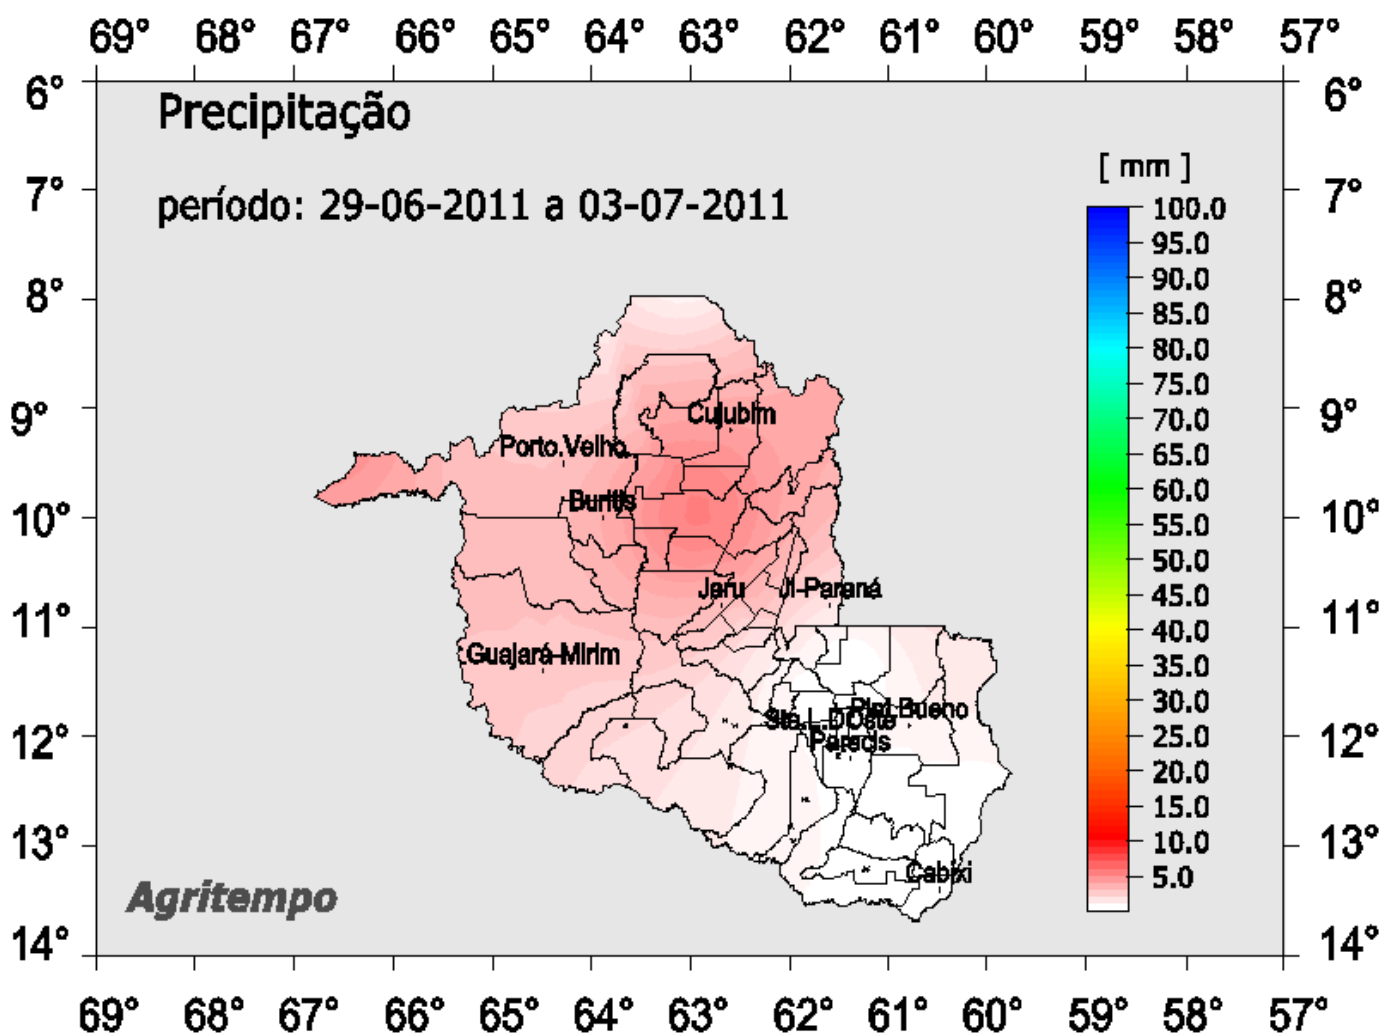 69° 68° 67° 66° 65° 64° 63° 62° 61° 60° 59° 58° 57°
6° 6°
Precipitação
[ mm ]
7° 7°
período: 29-06-2011 a 03-07-2011
100.0
95.0
90.0
8° 8°
85.0
80.0
75.0
9° 9°
70.0
Cujubim
Porto.Velho
65.0
60.0
Buritis
10° 10°
55.0
50.0
45.0
Jaru Ji-Paraná
11° 11°
40.0
Guajará-Mirim
35.0
30.0
Pim.Bueno
Sta.L.D'Oste
12° 12°
25.0
Parecis
20.0
15.0
13° 13°
10.0
Cabixi
5.0
Agritempo
14° 14°
69° 68° 67° 66° 65° 64° 63° 62° 61° 60° 59° 58° 57°